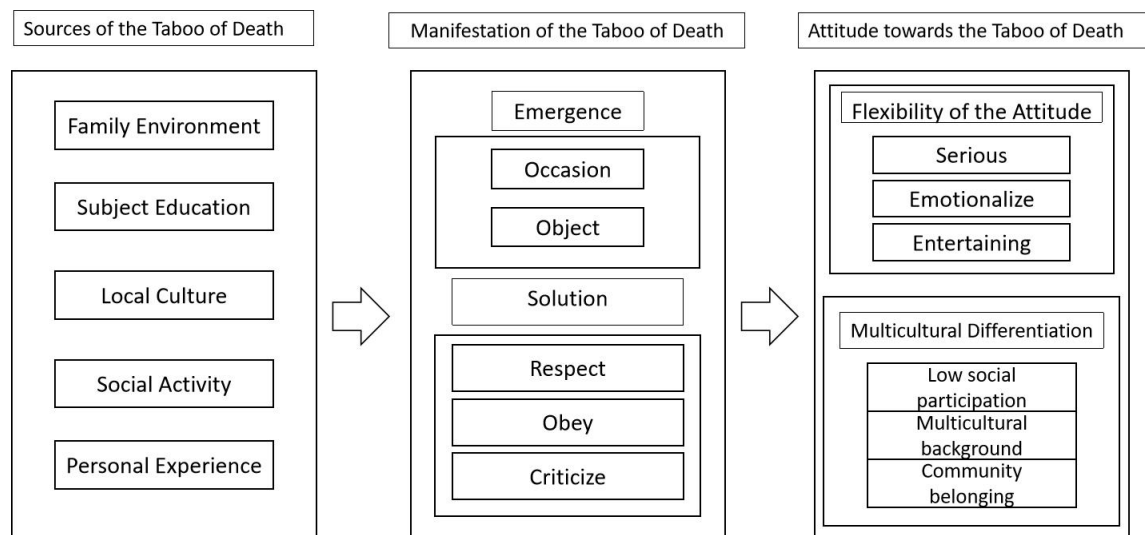 Sources of the Taboo of Death
Family Environment
Subject Education
Local Culture
Social Activity
Personal Experience
Manifestation of the Taboo of Death
Emergence
Occasion
Object
Solution
Respect
Obey
Criticize
Attitude towards the Taboo of Death
Flexibility of the Attitude
Serious
Emotionalize
Entertaining
Multicultural Differentiation
Low social
participation
Multicultural
background
Community
belonging